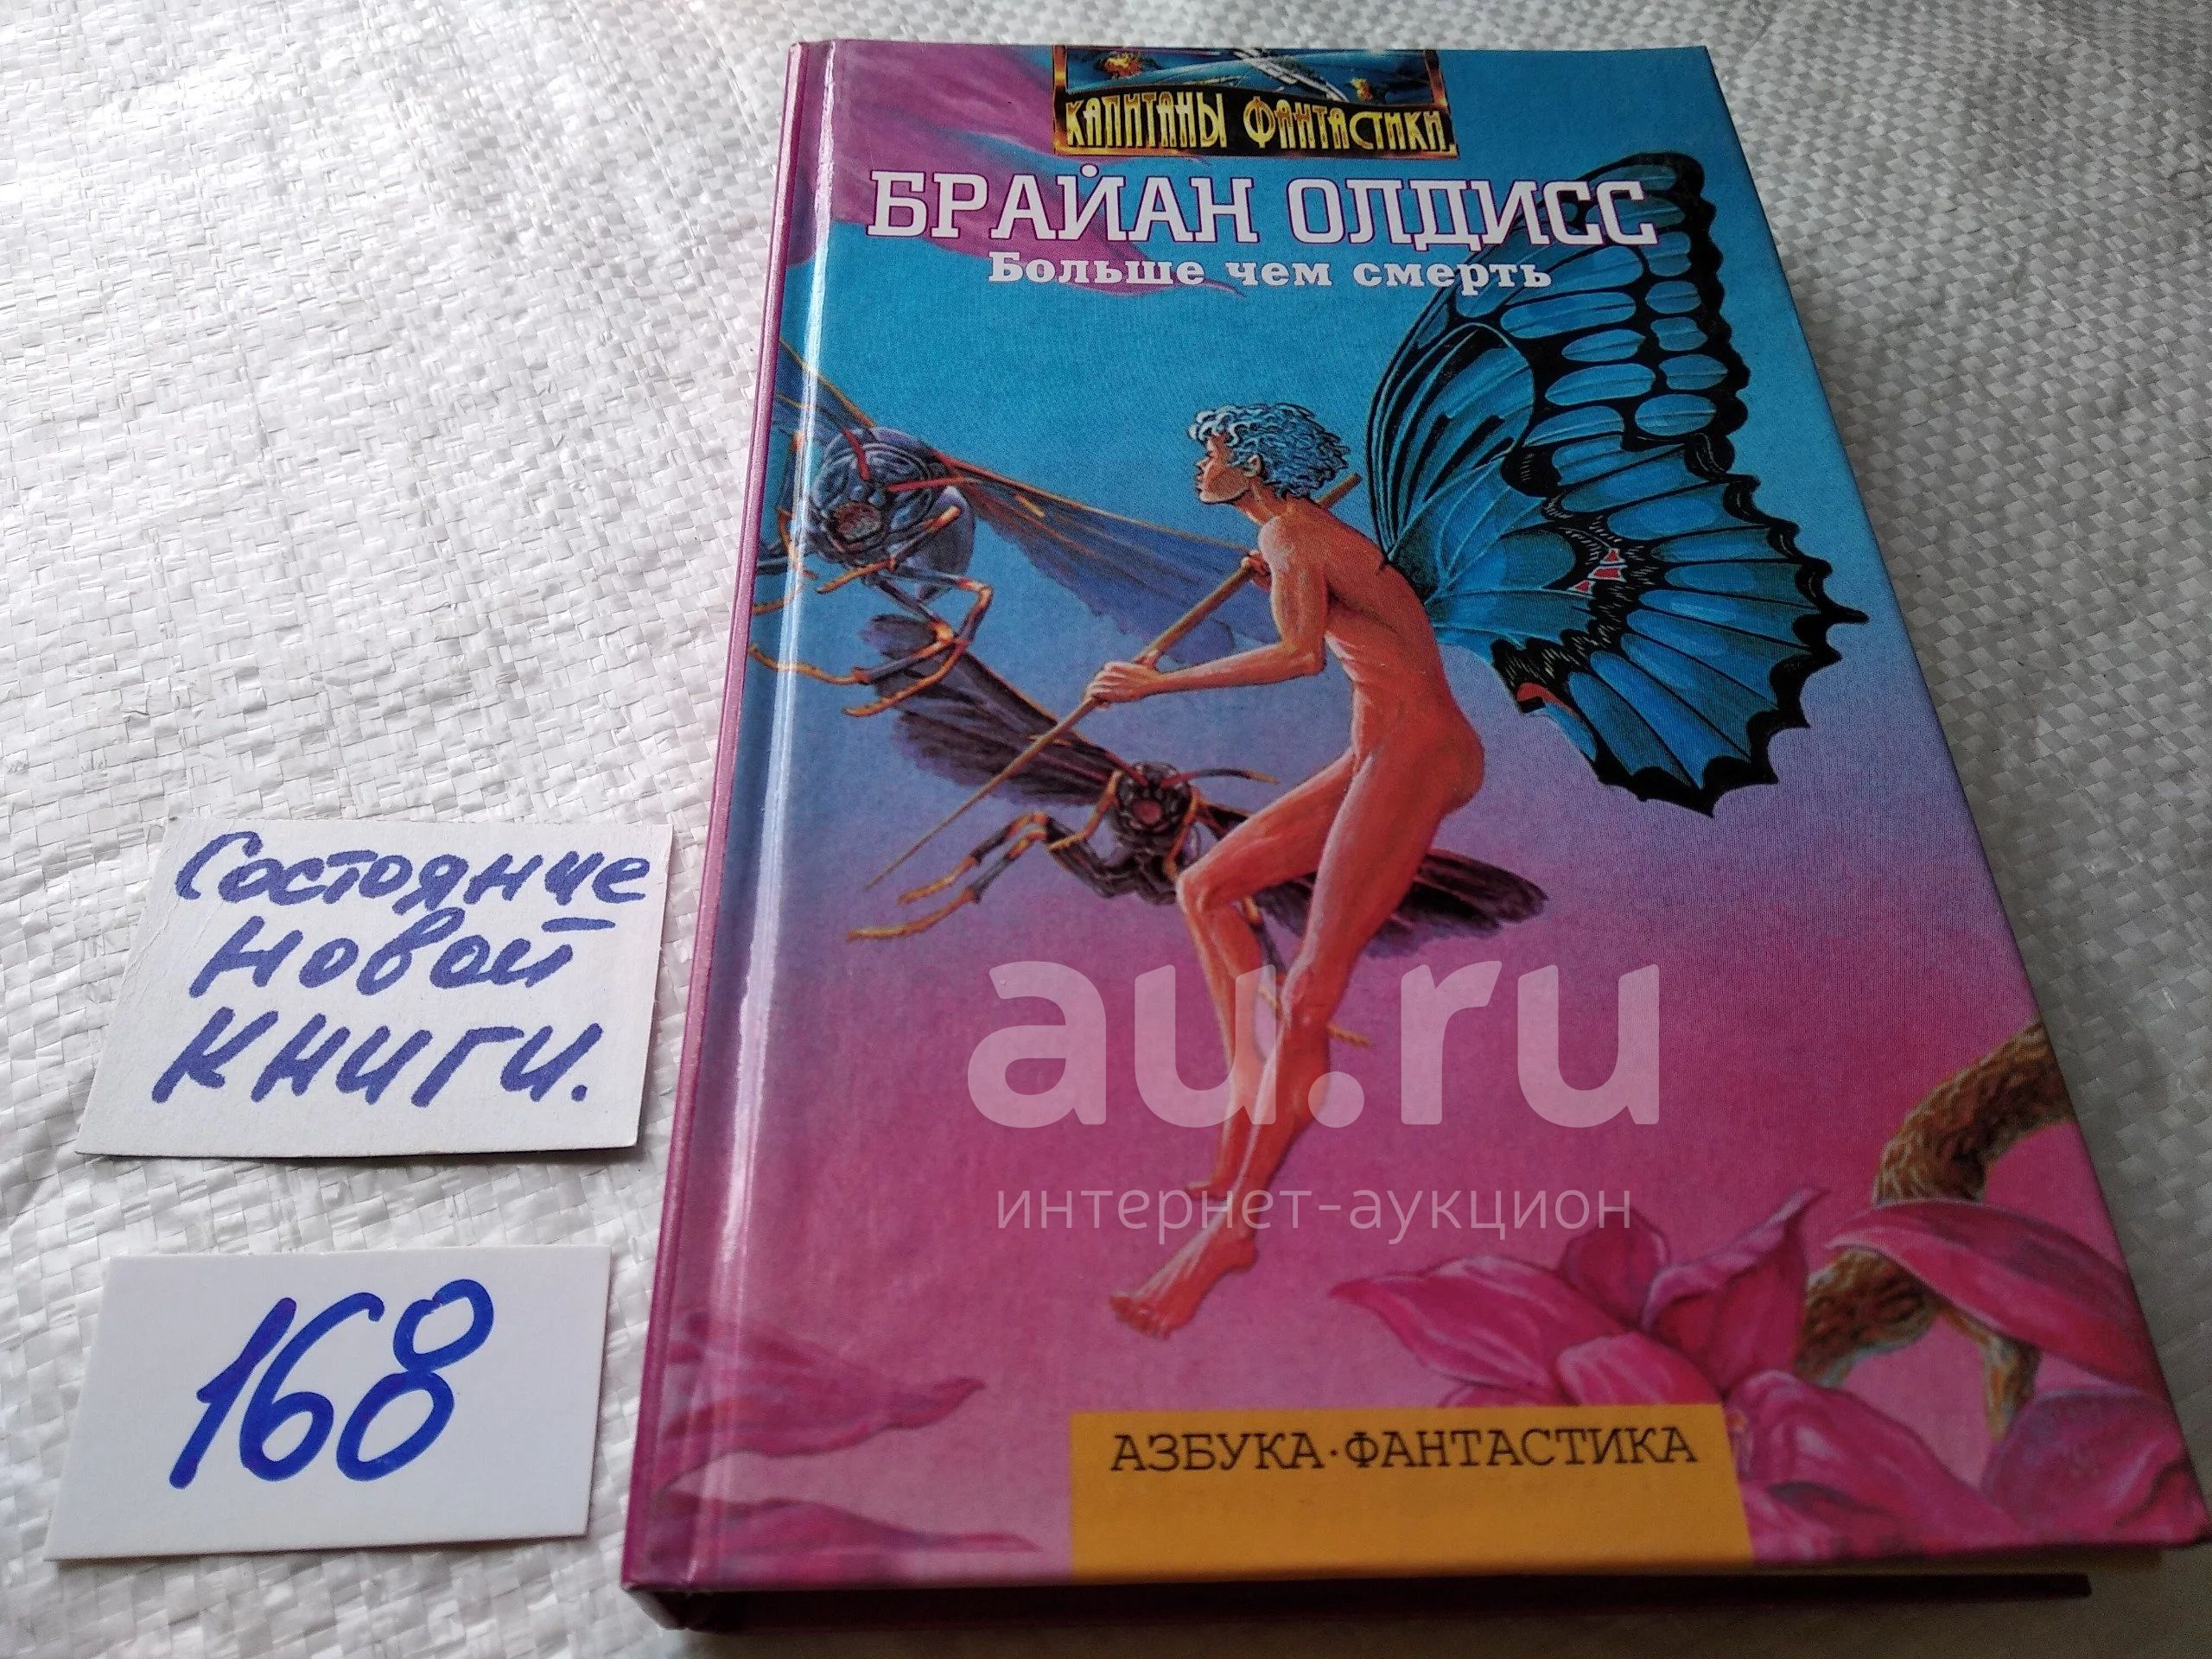 КАПИТАНЫ ФАНТАСТИКИ
БРАЙАН ОЛДИСС
Больше чем смерть
Состояние
новой
книги.
168
au.ru
интернет-аукцион
АЗБУКА·ФАНТАСТИКА